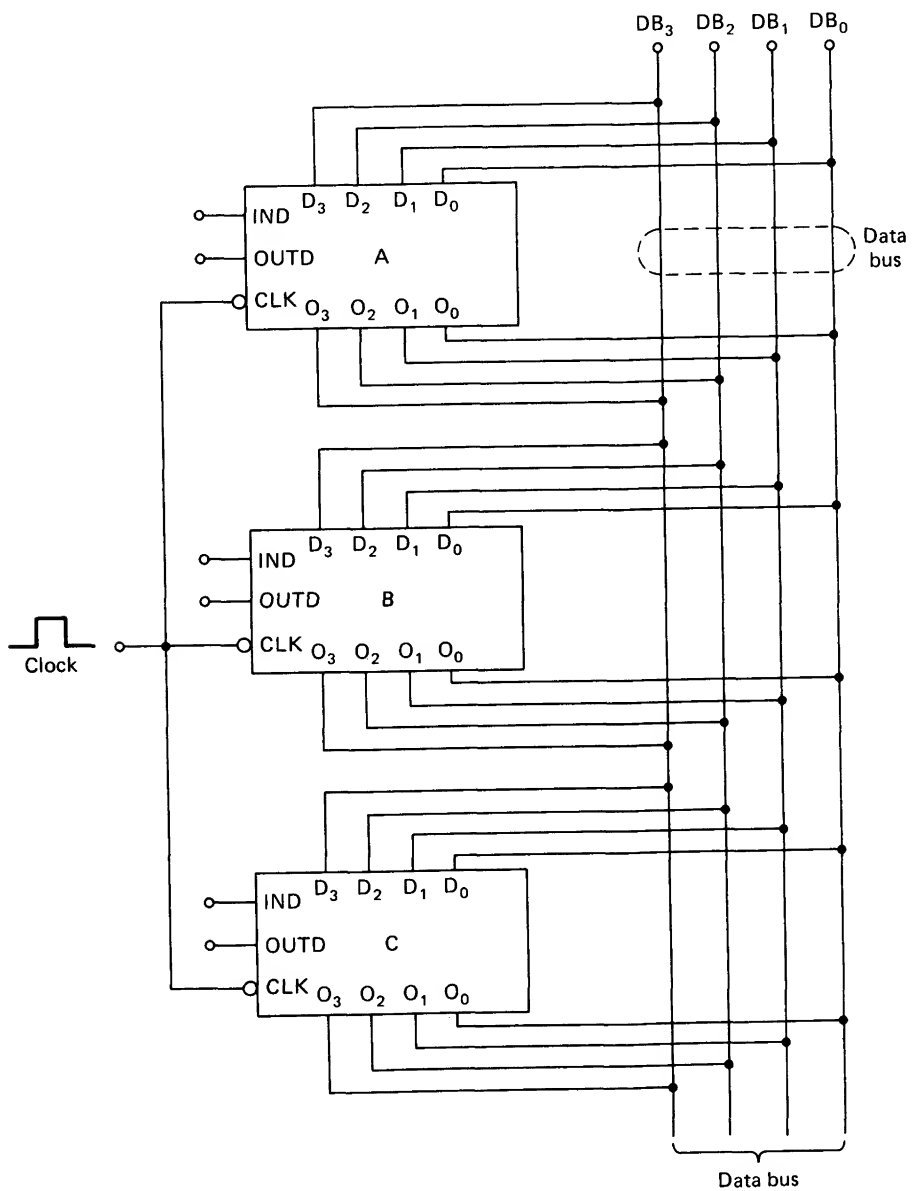 DB₃ DB₂ DB₁ DB₀
D₃ D₂ D₁ D₀
IND
Data
bus
OUTD A
CLK O₃ O₂ O₁ O₀
D₃ D₂ D₁ D₀
IND
OUTD B
CLK O₃ O₂ O₁ O₀
Clock
D₃ D₂ D₁ D₀
IND
OUTD C
CLK O₃ O₂ O₁ O₀
Data bus